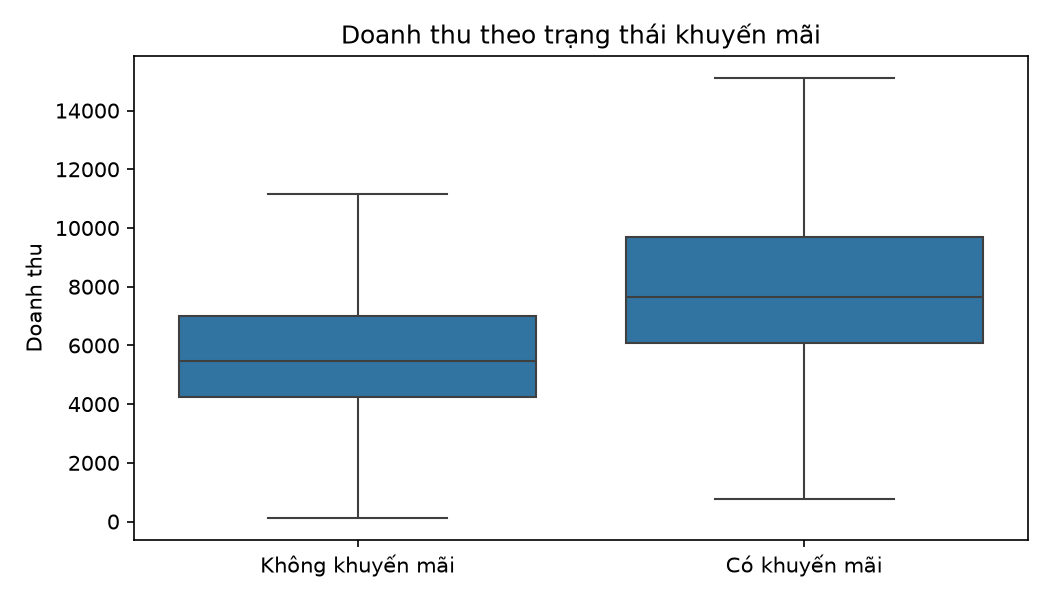 Doanh thu theo trạng thái khuyến mãi
Doanh thu
14000
12000
10000
8000
6000
4000
2000
0
Không khuyến mãi
Có khuyến mãi